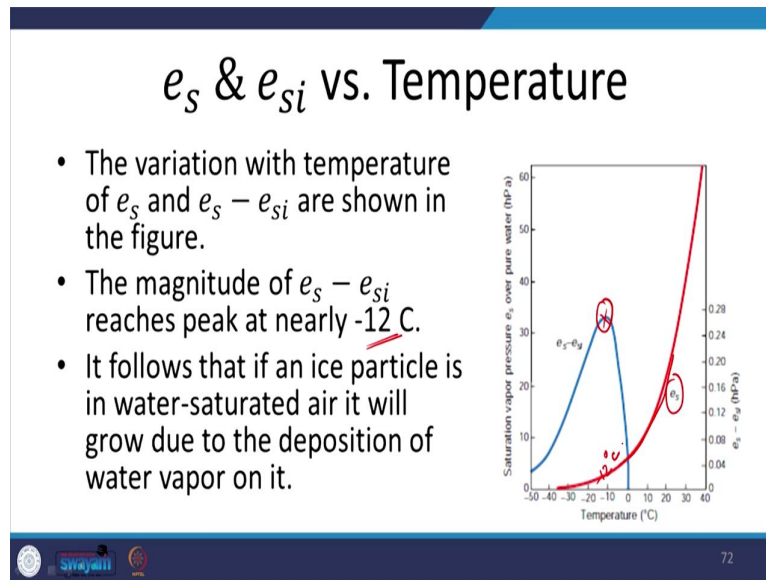 e_s & e_si vs. Temperature
• The variation with temperature
of e_s and e_s − e_si are shown in
the figure.
• The magnitude of e_s − e_si
reaches peak at nearly -12 C.
• It follows that if an ice particle is
in water-saturated air it will
grow due to the deposition of
water vapor on it.
Saturation vapor pressure e_s over pure water (hPa)
60
50
40
30
20
10
0
e_s-e_si
e_s
0.28
0.24
0.20
0.16
0.12
0.08
0.04
0
e_s − e_si (hPa)
-50 -40 -30 -20 -10 0 10 20 30 40
Temperature (°C)
swayam
72